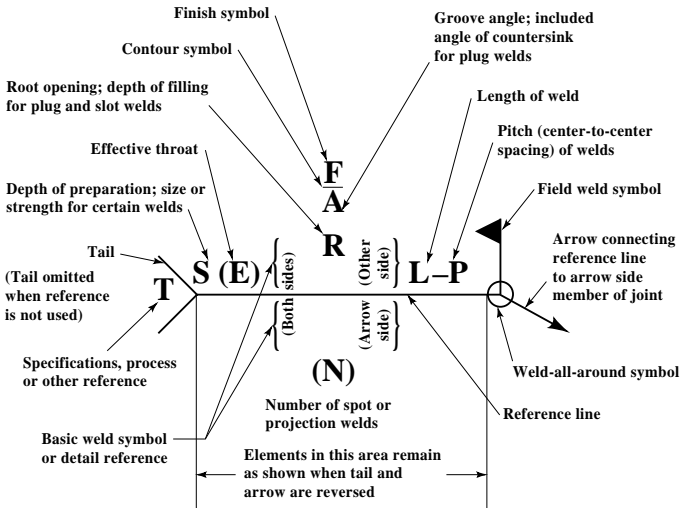 Finish symbol
Contour symbol
Root opening; depth of filling
for plug and slot welds
Effective throat
Depth of preparation; size or
strength for certain welds
Tail
(Tail omitted
when reference
is not used)
Specifications, process
or other reference
Basic weld symbol
or detail reference
Groove angle; included
angle of countersink
for plug welds
Length of weld
Pitch (center-to-center
spacing) of welds
Field weld symbol
Arrow connecting
reference line
to arrow side
member of joint
Weld-all-around symbol
Reference line
F
A
R
T
S (E)
(Both sides)
(Other
side)
(Arrow
side)
L–P
(N)
Number of spot or
projection welds
Elements in this area remain
as shown when tail and
arrow are reversed